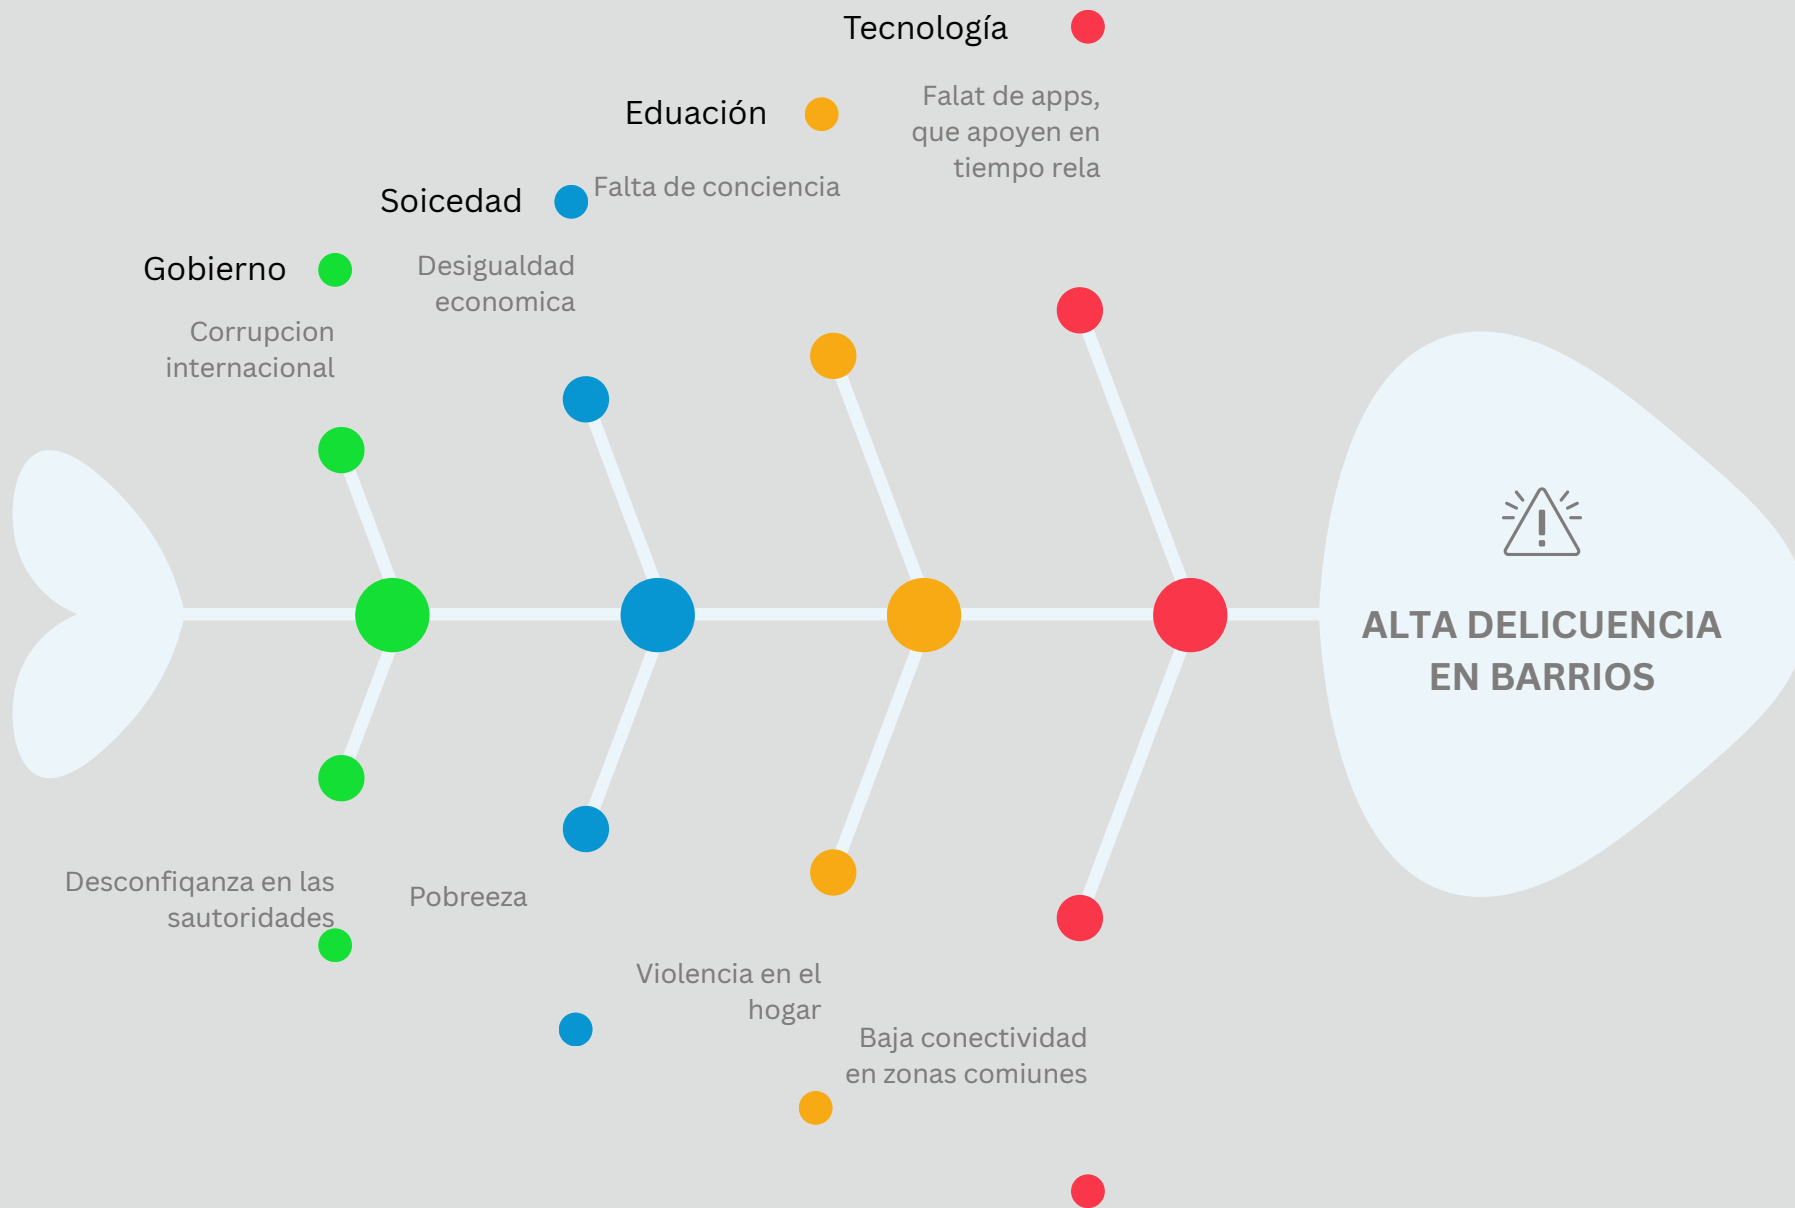 Tecnología
Falat de apps,
que apoyen en
tiempo rela
Eduación
Falta de conciencia
Soicedad
Desigualdad
economica
Gobierno
Corrupcion
internacional
ALTA DELICUENCIA
EN BARRIOS
Desconfiqanza en las
sautoridades
Pobreeza
Violencia en el
hogar
Baja conectividad
en zonas comiunes